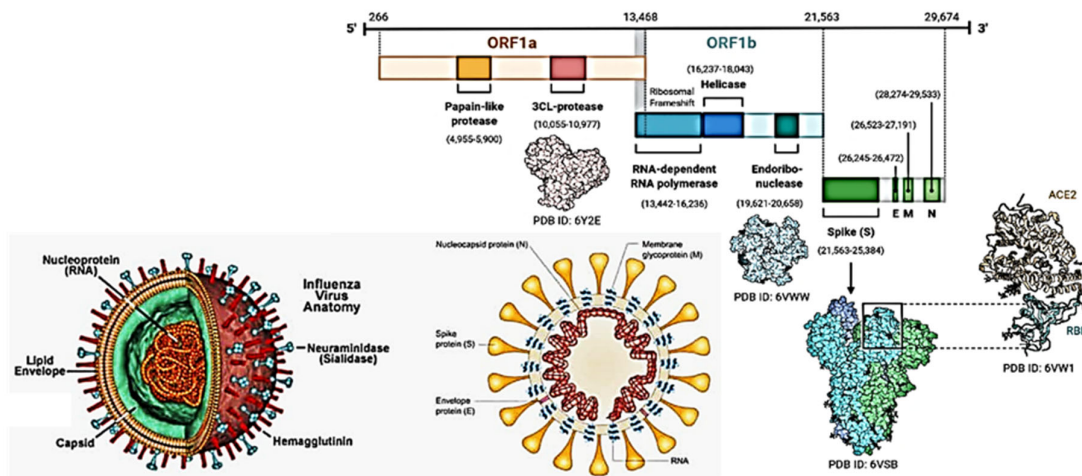 266
13,468
21,563
29,674
5'
3'
ORF1a
ORF1b
(16,237-18,043)
Helicase
Ribosomal
Frameshift
(28,274-29,533)
(26,523-27,191)
(26,245-26,472)
Papain-like
protease
(4,955-5,900)
3CL-protease
(10,055-10,977)
PDB ID: 6Y2E
RNA-dependent
RNA polymerase
(13,442-16,236)
Endoribo-
nuclease
(19,621-20,658)
PDB ID: 6VWW
E
M
N
Spike (S)
(21,563-25,384)
ACE2
PDB ID: 6VW1
PDB ID: 6VSB
Nucleoprotein
(RNA)
Influenza
Virus
Anatomy
Neuraminidase
(Sialidase)
Lipid
Envelope
Capsid
Hemagglutinin
Nucleocapsid protein (N)
Membrane
glycoprotein (M)
Spike
protein (S)
Envelope
protein (E)
RNA